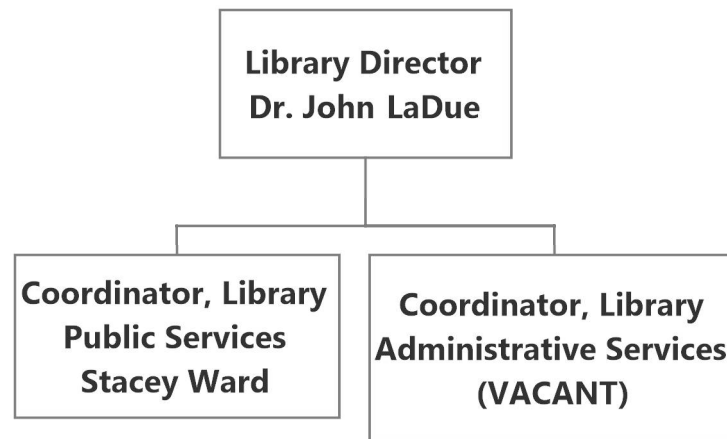 Library Director
Dr. John LaDue
Coordinator, Library
Public Services
Stacey Ward
Coordinator, Library
Administrative Services
(VACANT)